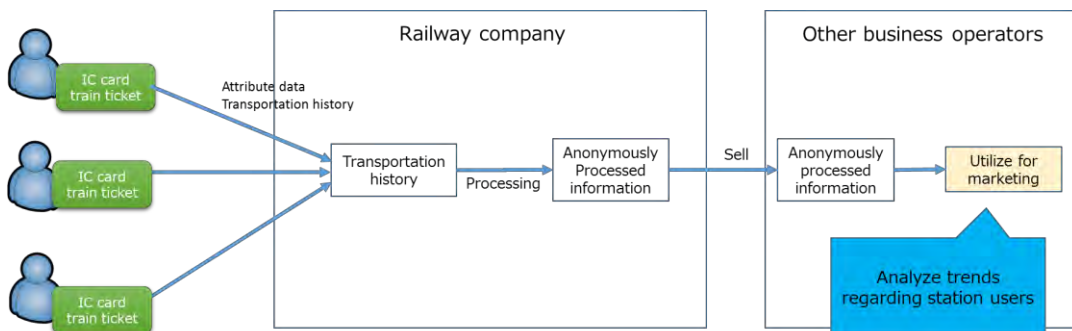 Railway company
Other business operators
IC card
train ticket
Attribute data
Transportation history
IC card
train ticket
Transportation
history
Processing
Anonymously
Processed
information
Sell
Anonymously
processed
information
Utilize for
marketing
IC card
train ticket
Analyze trends
regarding station users